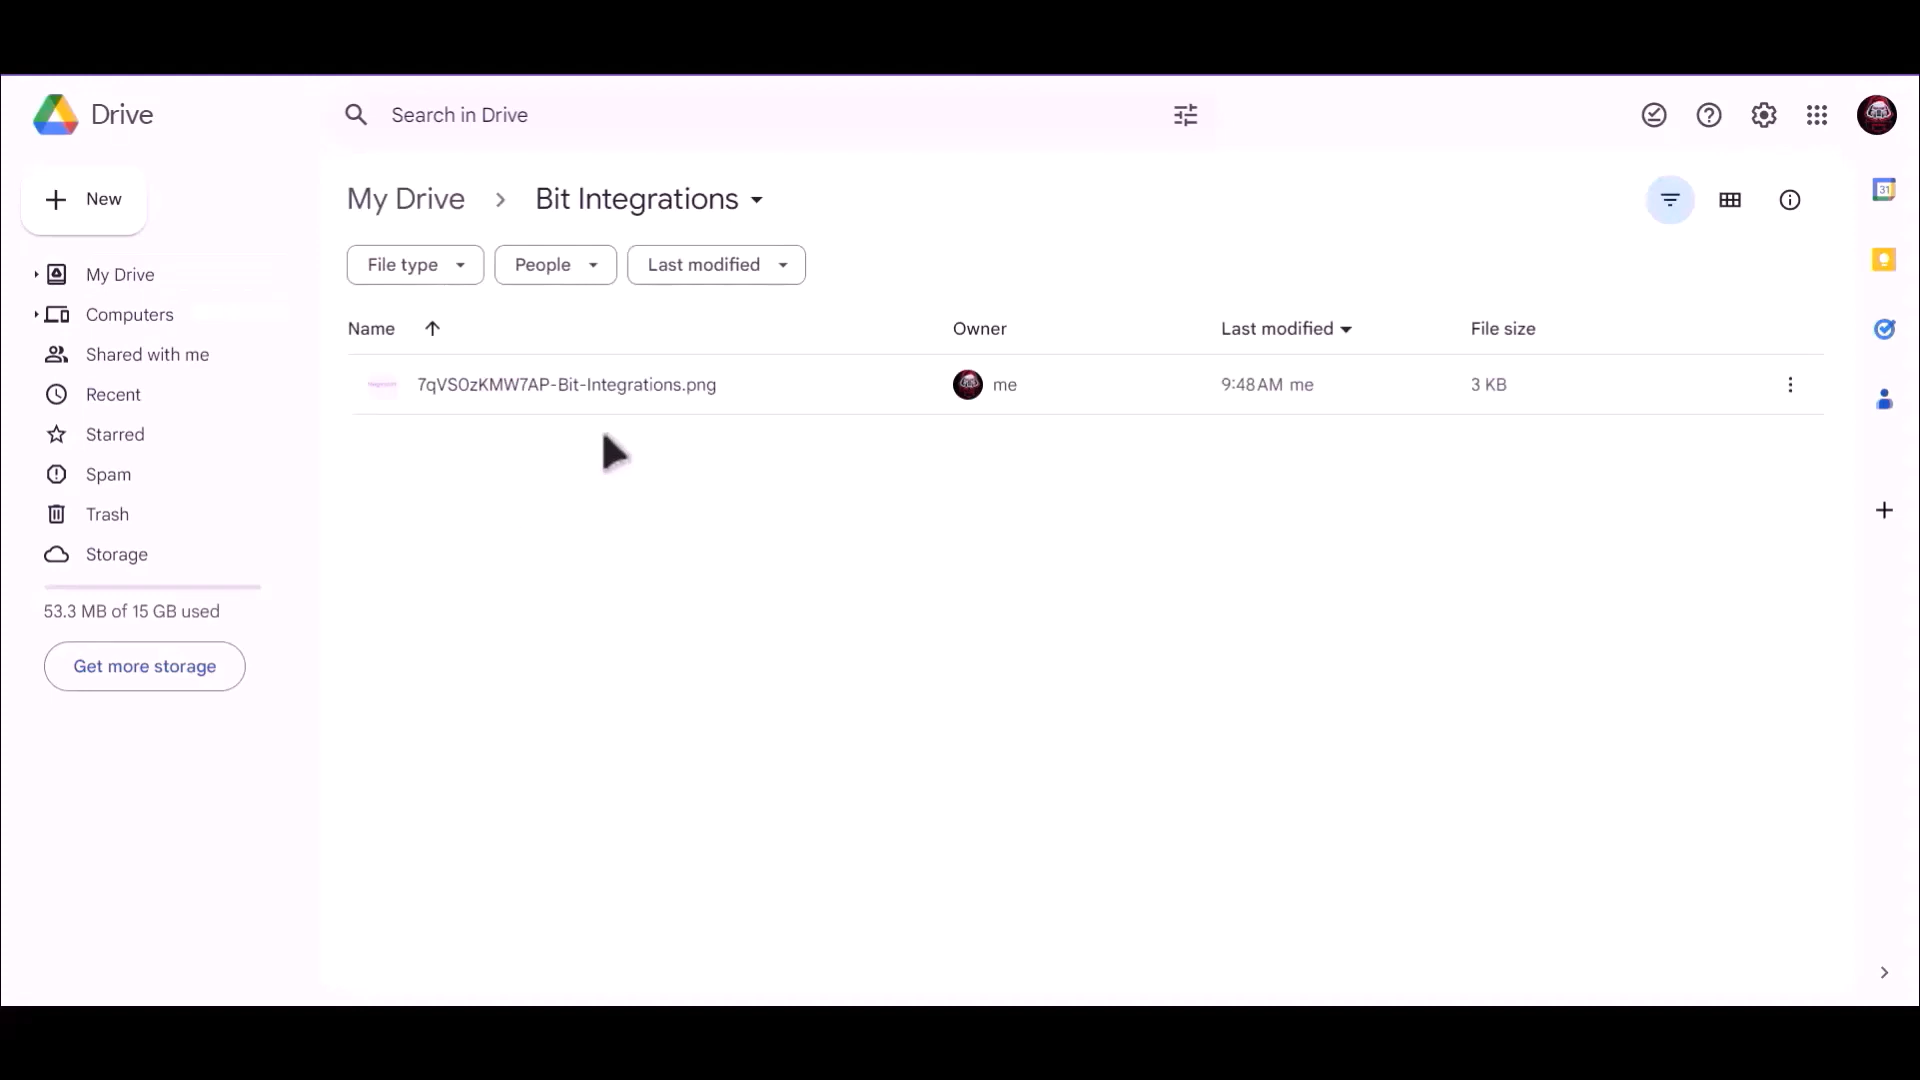 Drive
Search in Drive
New
My Drive
Computers
Shared with me
Recent
Starred
Spam
Trash
Storage
53.3 MB of 15 GB used
Get more storage
My Drive > Bit Integrations
File type
People
Last modified
Name
Owner
Last modified
File size
7qVS0zKMW7AP-Bit-Integrations.png
me
9:48 AM me
3 KB
31